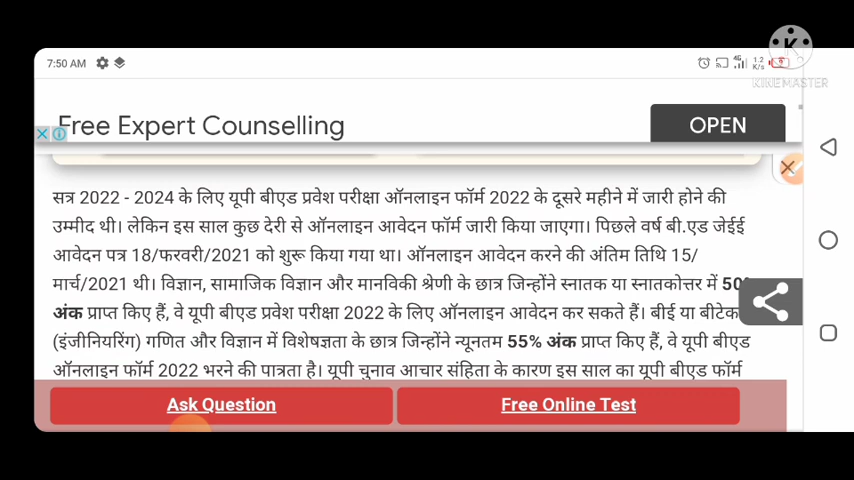 7:50 AM
4G 1.2 K/s
KINEMASTER
Free Expert Counselling
OPEN
सत्र 2022 - 2024 के लिए यूपी बीएड प्रवेश परीक्षा ऑनलाइन फॉर्म 2022 के दूसरे महीने में जारी होने की
उम्मीद थी। लेकिन इस साल कुछ देरी से ऑनलाइन आवेदन फॉर्म जारी किया जाएगा। पिछले वर्ष बी.एड जेईई
आवेदन पत्र 18/फरवरी/2021 को शुरू किया गया था। ऑनलाइन आवेदन करने की अंतिम तिथि 15/
मार्च/2021 थी। विज्ञान, सामाजिक विज्ञान और मानविकी श्रेणी के छात्र जिन्होंने स्नातक या स्नातकोत्तर में 50%
अंक प्राप्त किए हैं, वे यूपी बीएड प्रवेश परीक्षा 2022 के लिए ऑनलाइन आवेदन कर सकते हैं। बीई या बीटेक
(इंजीनियरिंग) गणित और विज्ञान में विशेषज्ञता के छात्र जिन्होंने न्यूनतम 55% अंक प्राप्त किए हैं, वे यूपी बीएड
ऑनलाइन फॉर्म 2022 भरने की पात्रता है। यूपी चुनाव आचार संहिता के कारण इस साल का यूपी बीएड फॉर्म
Ask Question
Free Online Test